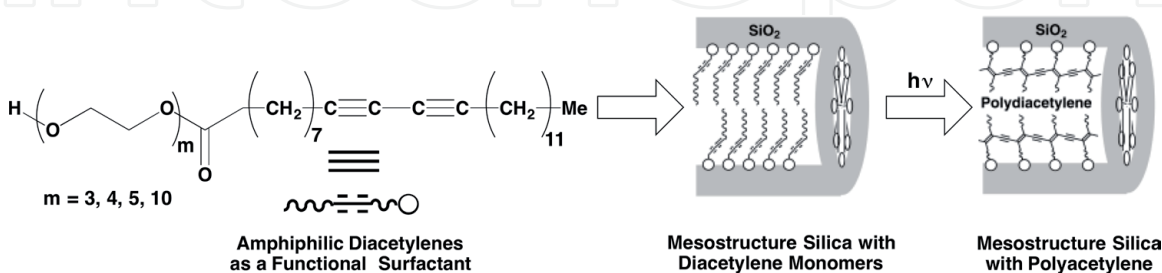 H
O
O
m
O
(CH₂)
7
(CH₂)
11
Me
m = 3, 4, 5, 10
Amphiphilic Diacetylenes
as a Functional Surfactant
SiO₂
Mesostructure Silica with
Diacetylene Monomers
hν
SiO₂
Polydiacetylene
Mesostructure Silica
with Polyacetylene